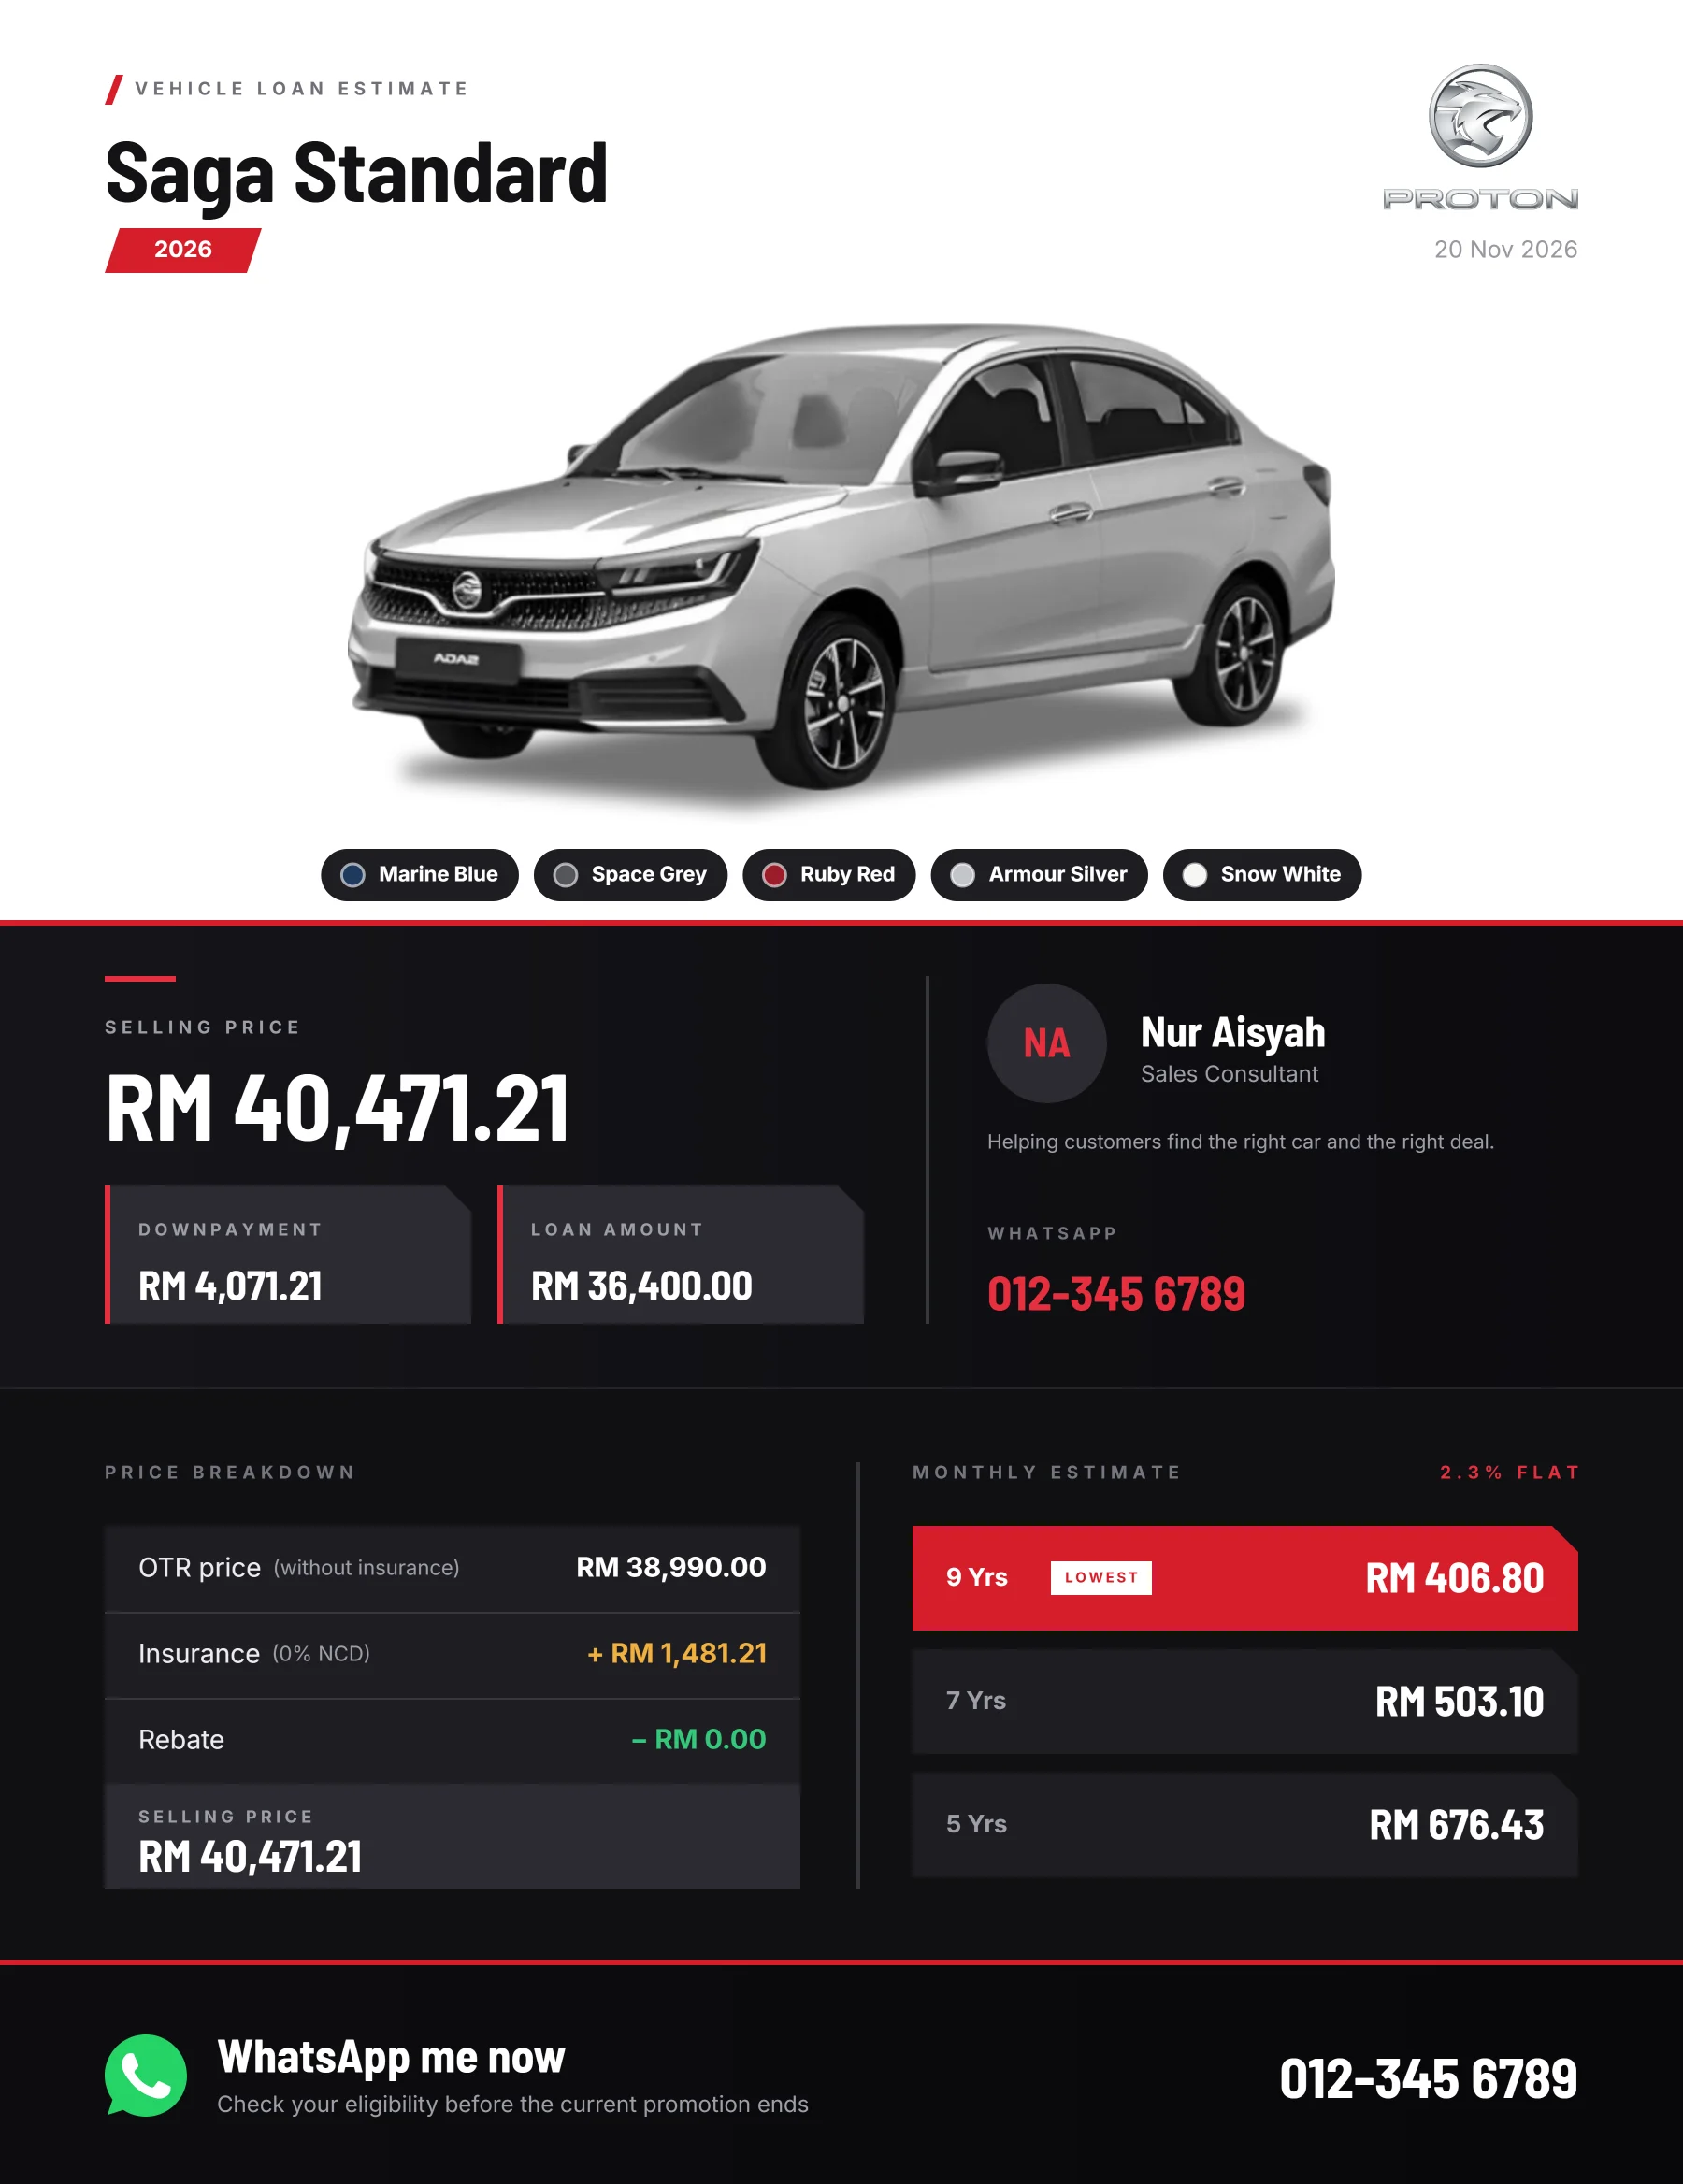 VEHICLE LOAN ESTIMATE
Saga Standard
2026
PROTON
20 Nov 2026
Marine Blue
Space Grey
Ruby Red
Armour Silver
Snow White
SELLING PRICE
RM 40,471.21
DOWNPAYMENT
RM 4,071.21
LOAN AMOUNT
RM 36,400.00
NA
Nur Aisyah
Sales Consultant
Helping customers find the right car and the right deal.
WHATSAPP
012-345 6789
PRICE BREAKDOWN
OTR price (without insurance) RM 38,990.00
Insurance (0% NCD) + RM 1,481.21
Rebate – RM 0.00
SELLING PRICE
RM 40,471.21
MONTHLY ESTIMATE 2.3% FLAT
9 Yrs LOWEST RM 406.80
7 Yrs RM 503.10
5 Yrs RM 676.43
WhatsApp me now
Check your eligibility before the current promotion ends
012-345 6789